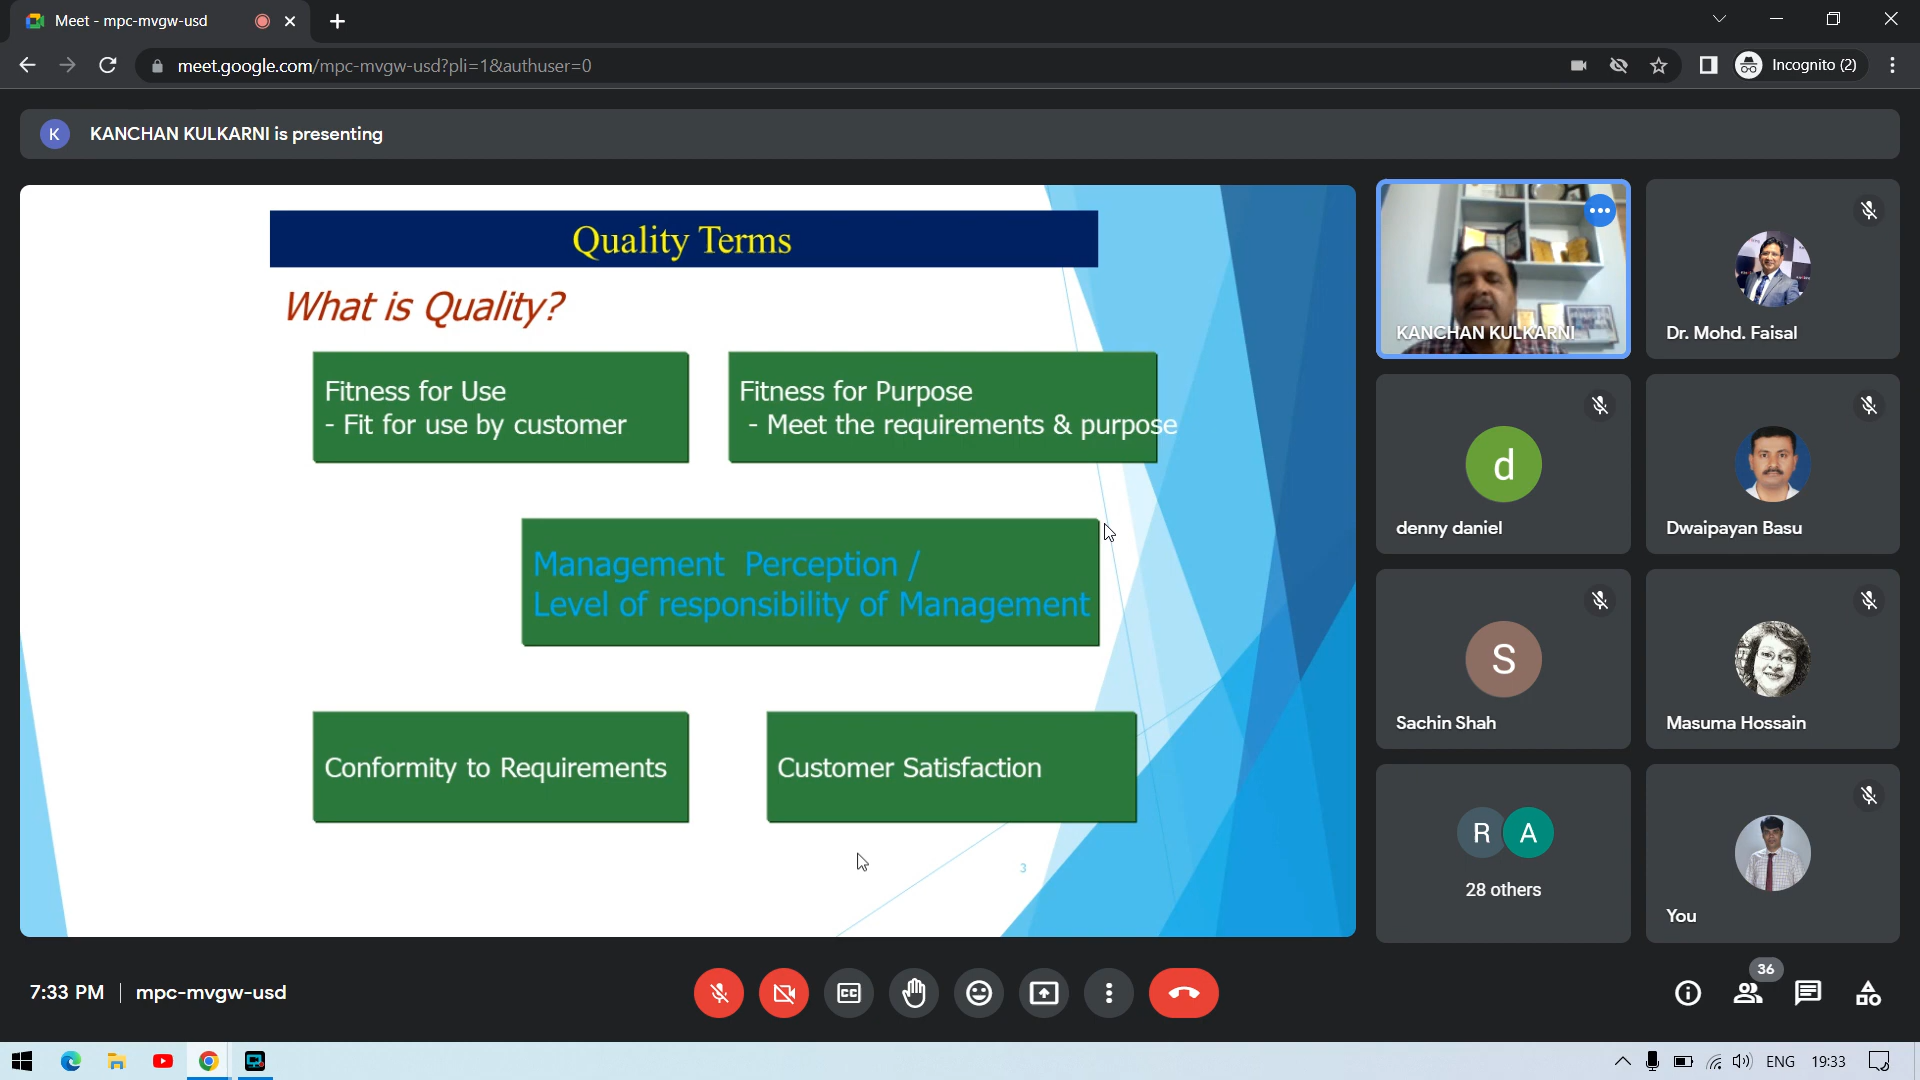 Meet - mpc-mvgw-usd
meet.google.com/mpc-mvgw-usd?pli=1&authuser=0
Incognito (2)
K
KANCHAN KULKARNI is presenting
Quality Terms
What is Quality?
Fitness for Use
- Fit for use by customer
Fitness for Purpose
- Meet the requirements & purpose
Management Perception /
Level of responsibility of Management
Conformity to Requirements
Customer Satisfaction
3
KANCHAN KULKARNI
Dr. Mohd. Faisal
d
denny daniel
Dwaipayan Basu
S
Sachin Shah
Masuma Hossain
R A
28 others
You
7:33 PM | mpc-mvgw-usd
CC
36
ENG
19:33